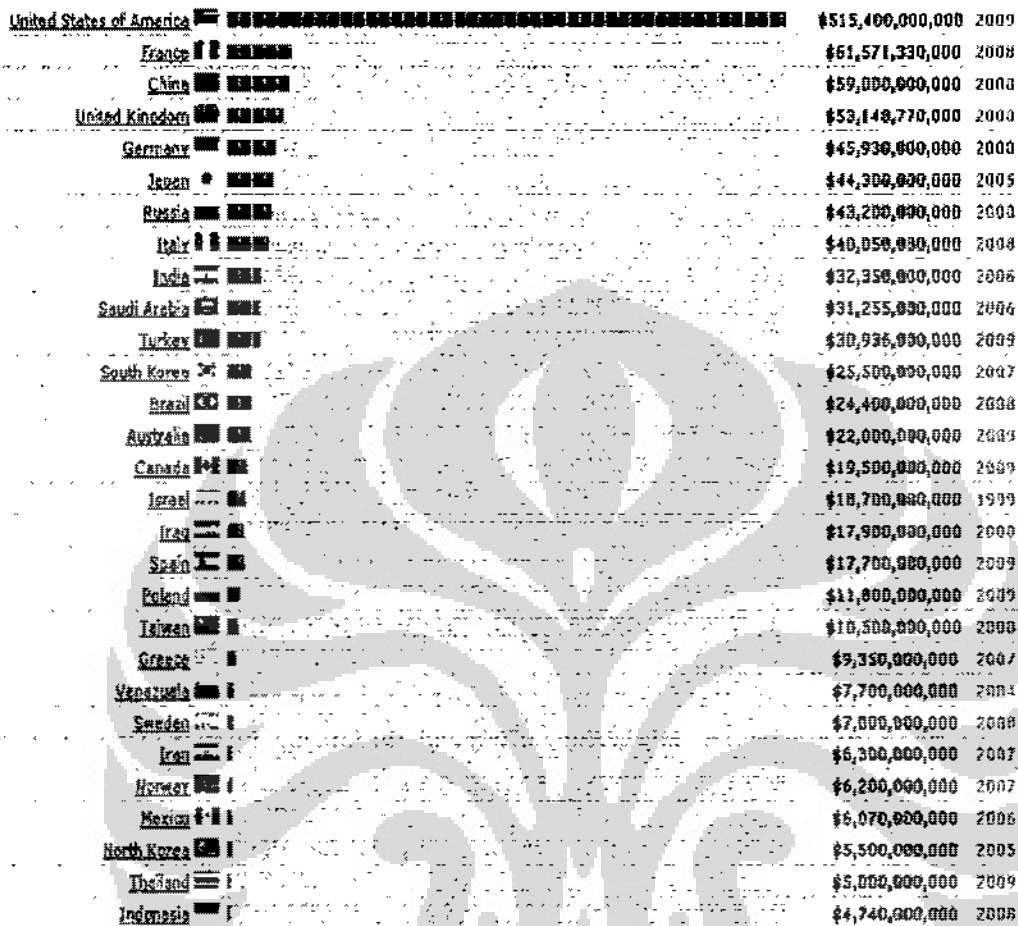 United States of America $515,400,000,000 2009
France $61,571,330,000 2008
China $59,000,000,000 2008
United Kingdom $53,148,770,000
Germany $45,930,000,000
Japan $44,300,000,000 2005
Russia $43,200,000,000
Italy $40,050,000,000 2008
India $32,350,000,000 2006
Saudi Arabia $31,255,000,000 2006
Turkey $30,936,000,000 2009
South Korea $25,500,000,000 2007
Brazil $24,400,000,000 2008
Australia $22,000,000,000 2009
Canada $19,500,000,000 2009
Israel $18,700,000,000 1999
Iraq $17,900,000,000
Spain $17,700,000,000 2009
Poland $11,800,000,000 2009
Taiwan $10,500,000,000
Greece $9,350,000,000 2007
Venezuela $7,700,000,000 2004
Sweden 2008
Iran $6,300,000,000 2007
Norway $6,200,000,000 2007
Mexico $6,070,000,000 2006
North Korea $5,500,000,000 2005
Thailand $5,000,000,000 2009
Indonesia $4,740,000,000 2008